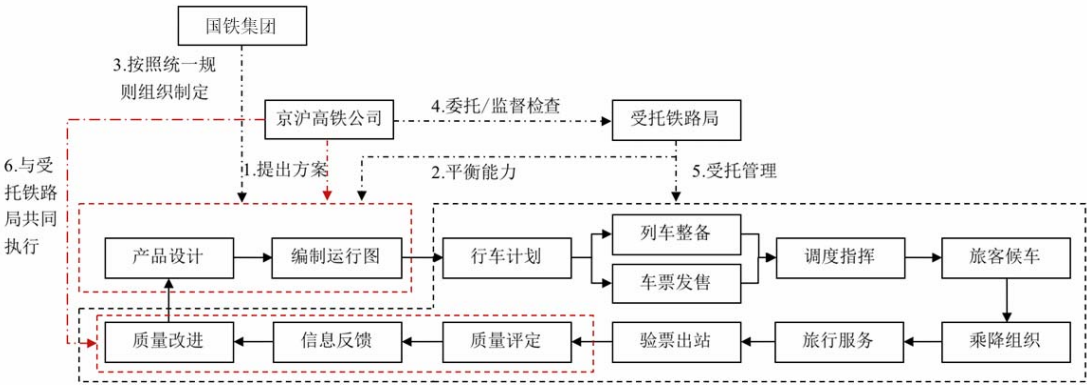 国铁集团
3.按照统一规
则组织制定
京沪高铁公司
4.委托/监督检查
受托铁路局
6.与受
托铁路
局共同
执行
1.提出方案
2.平衡能力
5.受托管理
产品设计
编制运行图
行车计划
列车整备
车票发售
调度指挥
旅客候车
质量改进
信息反馈
质量评定
验票出站
旅行服务
乘降组织